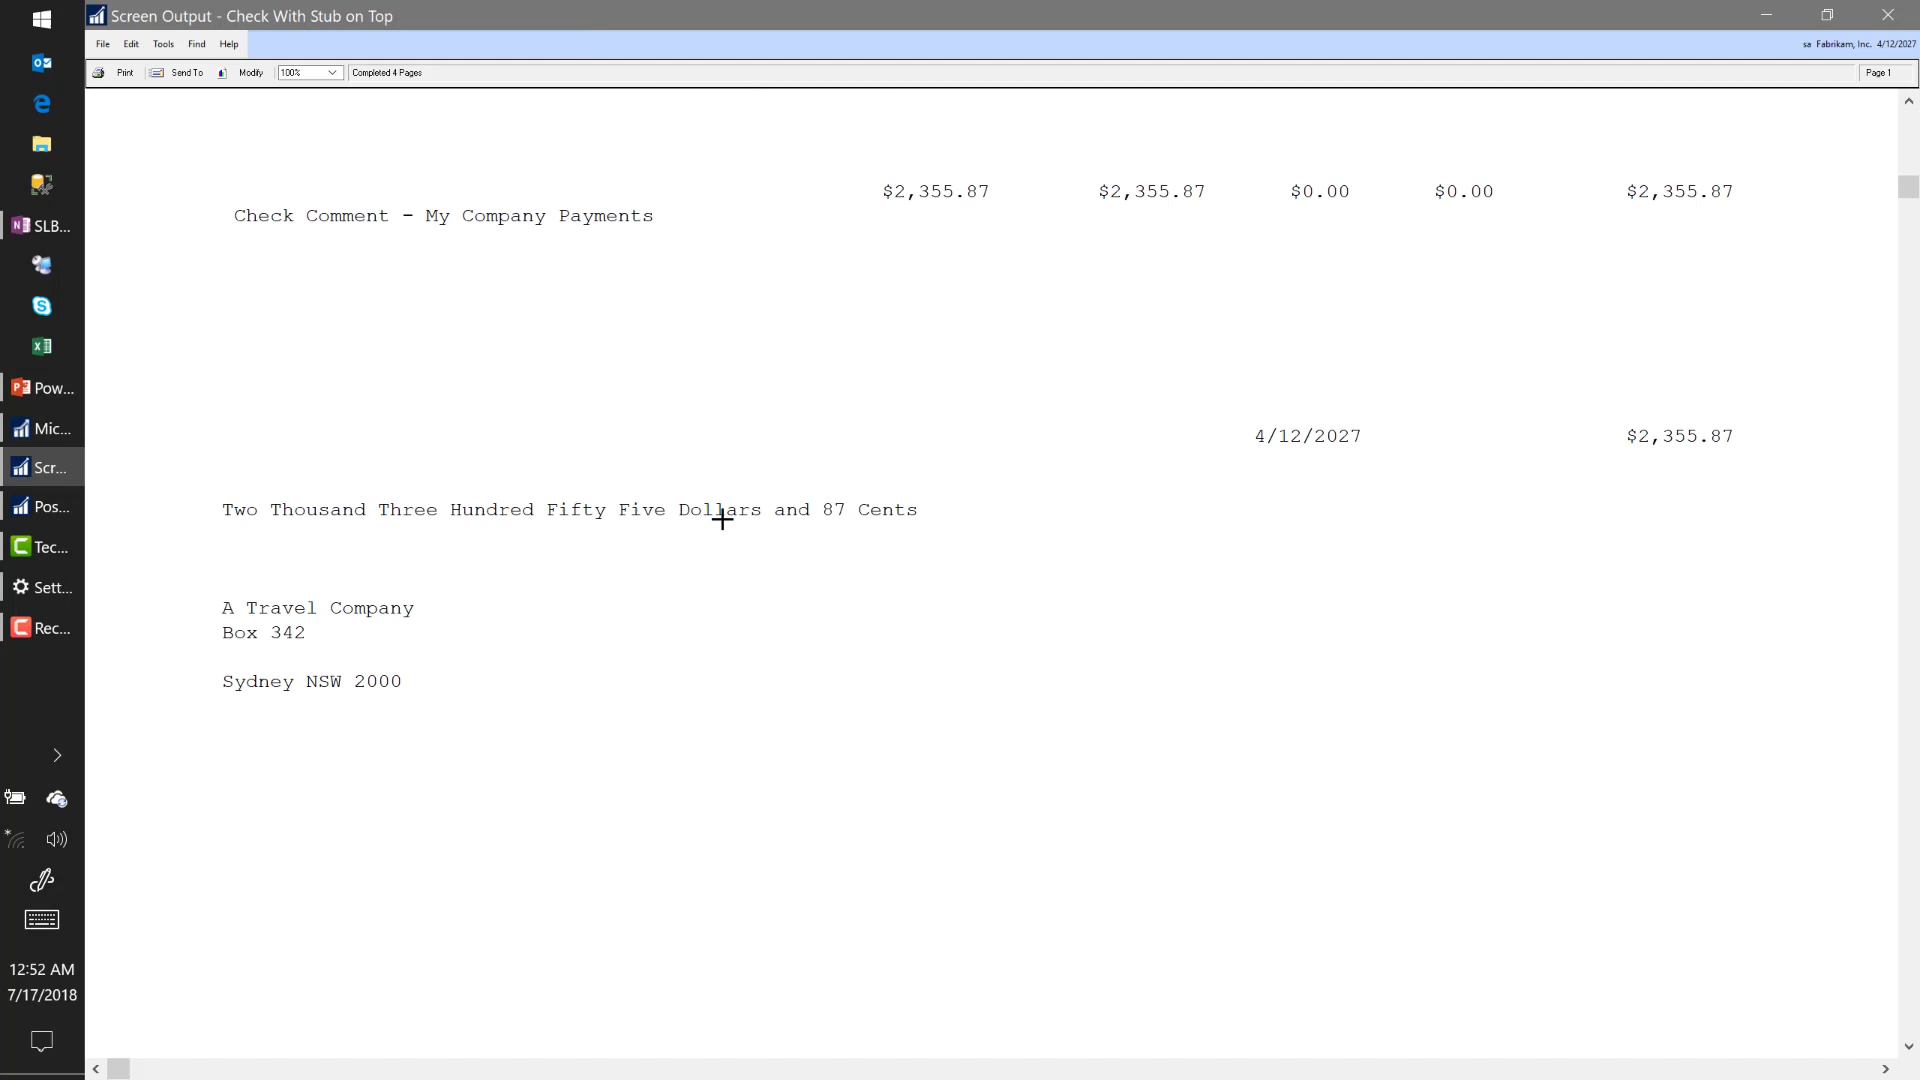 Screen Output - Check With Stub on Top
File Edit Tools Find Help
sa Fabrikam, Inc. 4/12/2027
Print Send To Modify 100% Completed 4 Pages Page 1
$2,355.87 $2,355.87 $0.00 $0.00 $2,355.87
Check Comment - My Company Payments
4/12/2027 $2,355.87
Two Thousand Three Hundred Fifty Five Dollars and 87 Cents
A Travel Company
Box 342
Sydney NSW 2000
SLB...
Pow...
Mic...
Scr...
Pos...
Tec...
Sett...
Rec...
12:52 AM
7/17/2018